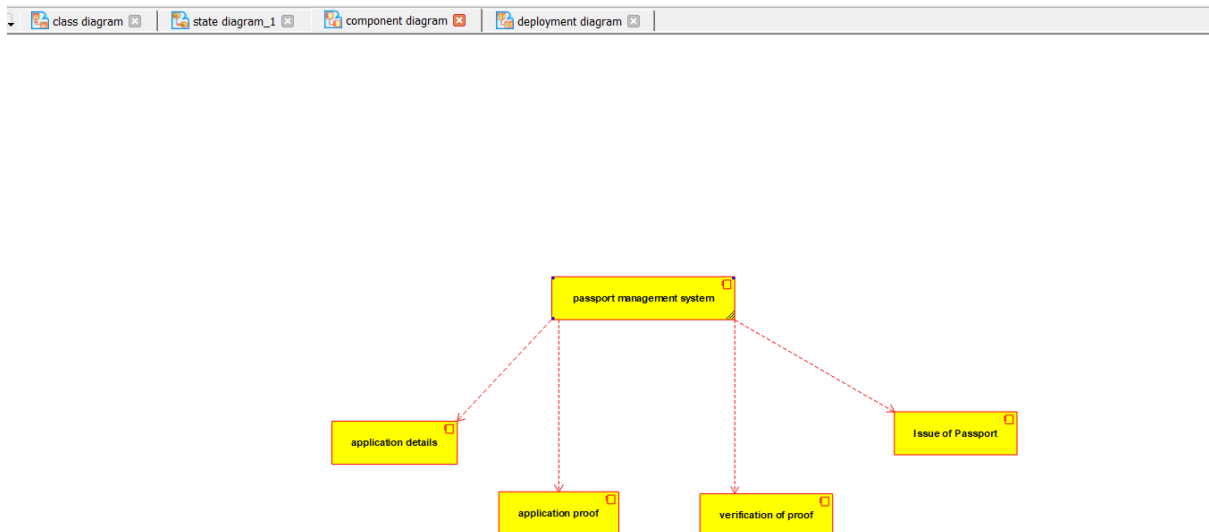 class diagram
state diagram_1
component diagram
deployment diagram
passport management system
application details
Issue of Passport
application proof
verification of proof